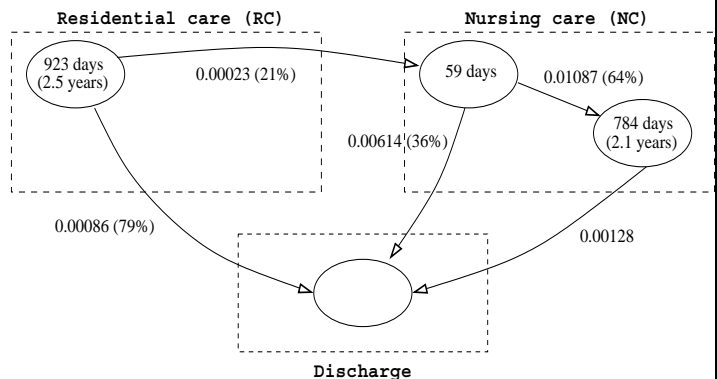 Residential care (RC)
Nursing care (NC)
923 days
(2.5 years)
0.00023 (21%)
59 days
0.01087 (64%)
784 days
(2.1 years)
0.00614 (36%)
0.00086 (79%)
0.00128
Discharge